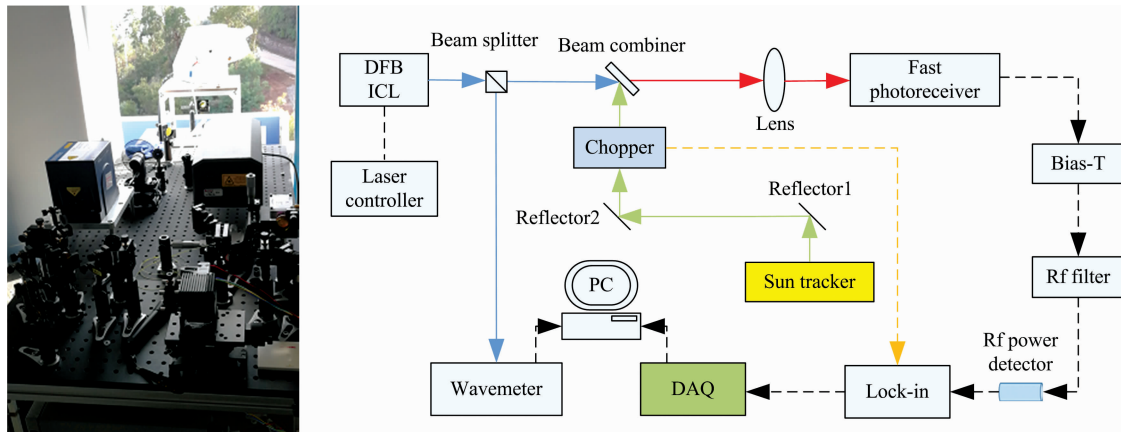 Beam splitter
Beam combiner
DFB
ICL
Fast
photoreceiver
Lens
Chopper
Bias-T
Laser
controller
Reflector1
Reflector2
PC
Sun tracker
Rf filter
Rf power
detector
Wavemeter
DAQ
Lock-in